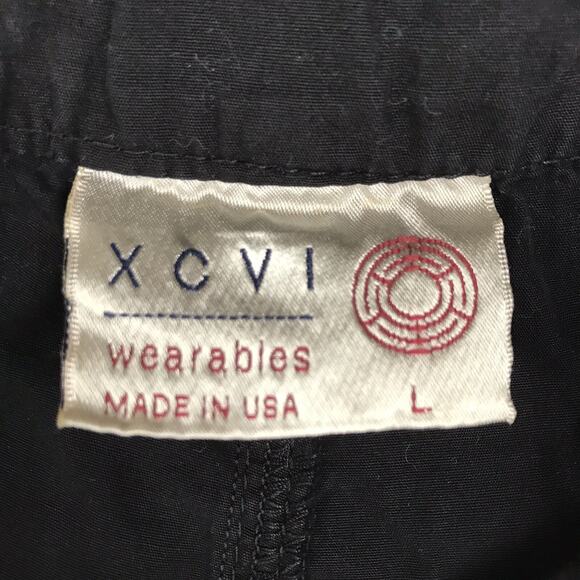 XCVI
wearables
MADE IN USA
L